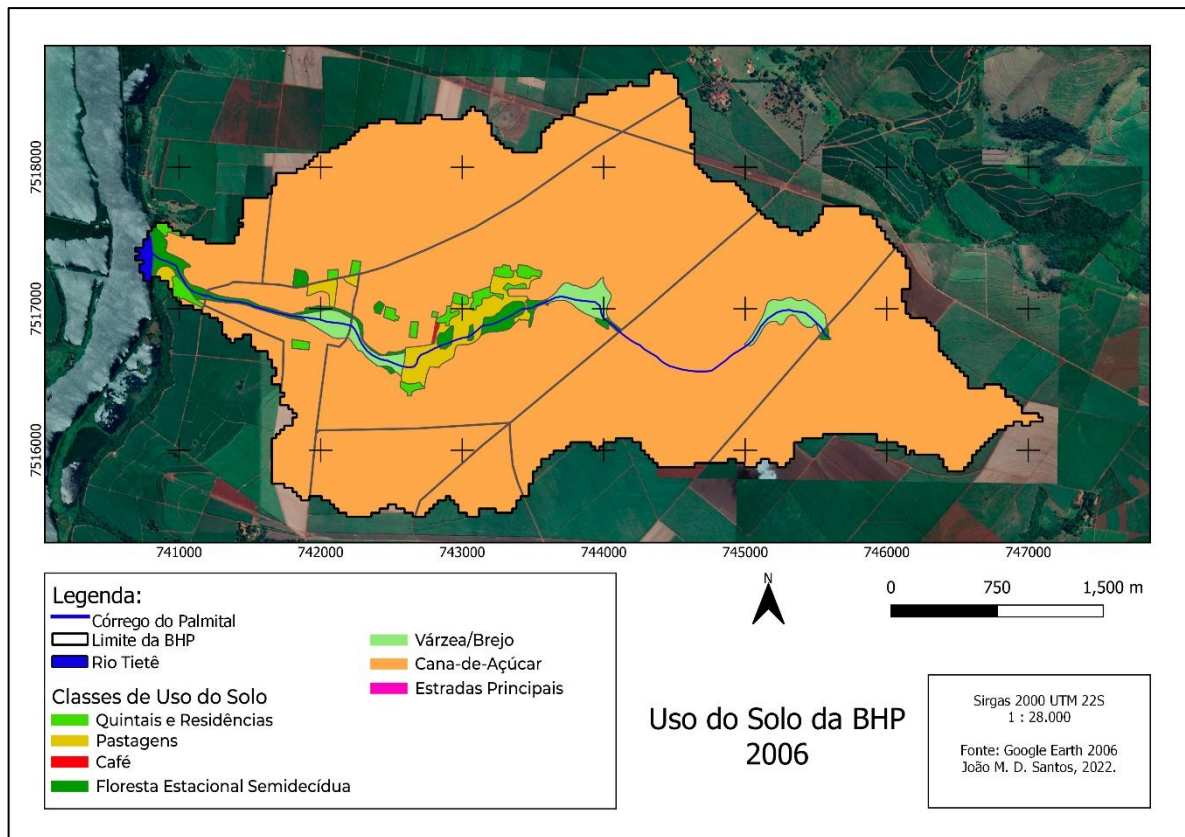 7518000
7517000
7516000
741000 742000 743000 744000 745000 746000 747000
Legenda:
Córrego do Palmital
Limite da BHP
Rio Tietê
Classes de Uso do Solo
Quintais e Residências
Pastagens
Café
Floresta Estacional Semidecídua
Várzea/Brejo
Cana-de-Açúcar
Estradas Principais
N
0 750 1,500 m
Uso do Solo da BHP
2006
Sirgas 2000 UTM 22S
1 : 28.000
Fonte: Google Earth 2006
João M. D. Santos, 2022.